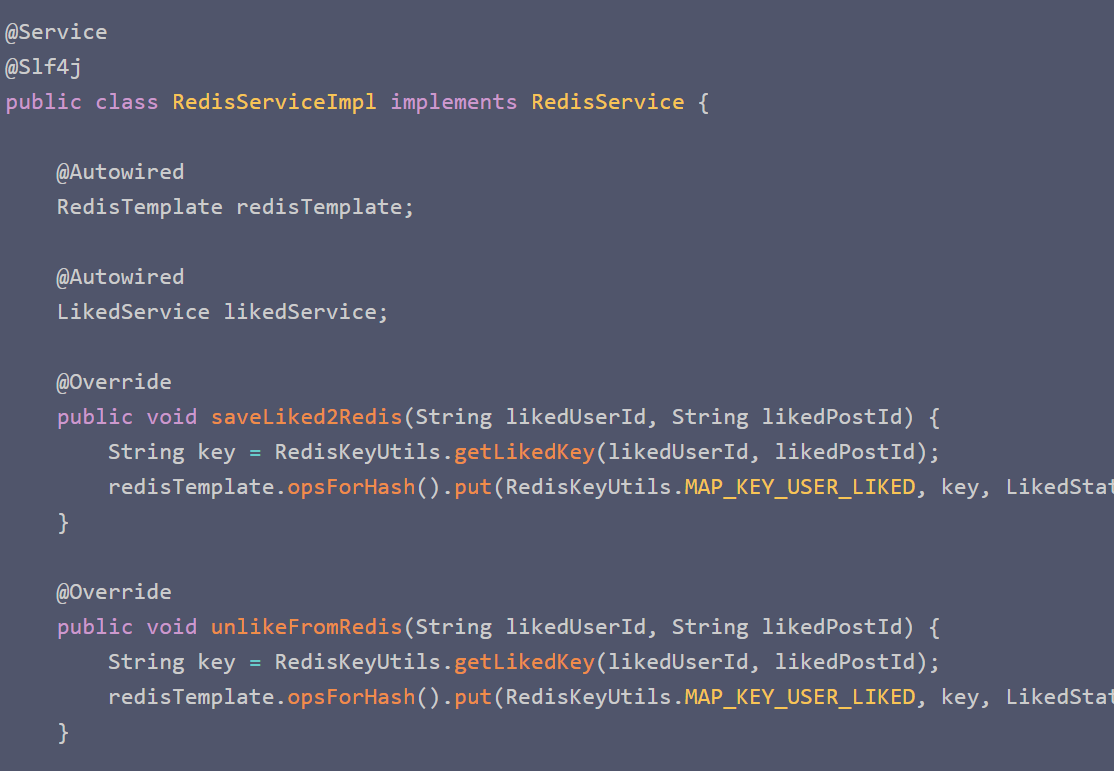 @Service
@Slf4j
public class RedisServiceImpl implements RedisService {
@Autowired
RedisTemplate redisTemplate;
@Autowired
LikedService likedService;
@Override
public void saveLiked2Redis(String likedUserId, String likedPostId) {
String key = RedisKeyUtils.getLikedKey(likedUserId, likedPostId);
redisTemplate.opsForHash().put(RedisKeyUtils.MAP_KEY_USER_LIKED, key, LikedStat
}
@Override
public void unlikeFromRedis(String likedUserId, String likedPostId) {
String key = RedisKeyUtils.getLikedKey(likedUserId, likedPostId);
redisTemplate.opsForHash().put(RedisKeyUtils.MAP_KEY_USER_LIKED, key, LikedStat
}